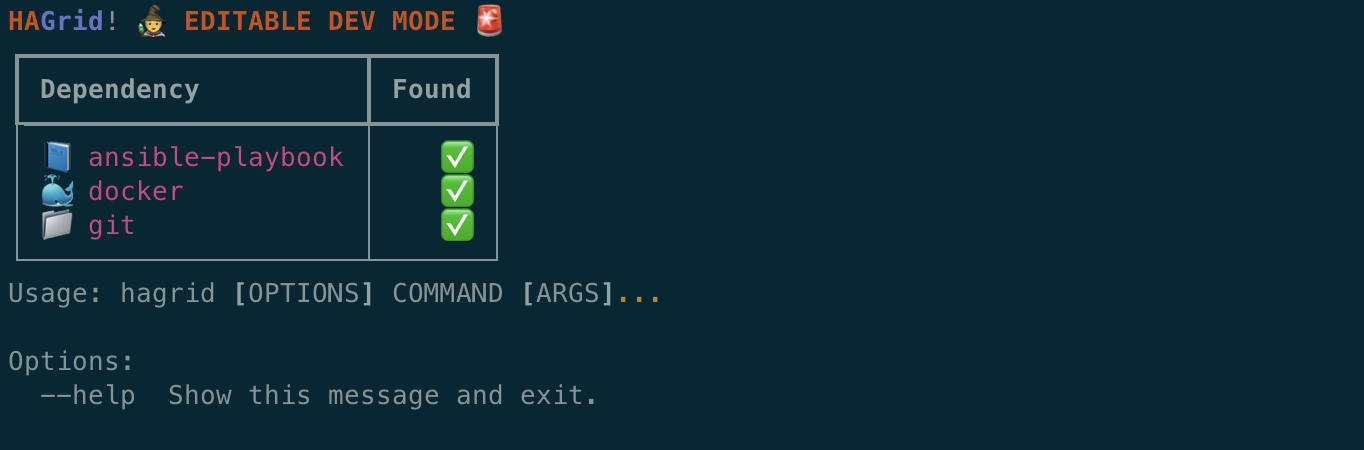 HAGrid! 🧙‍♀️ EDITABLE DEV MODE 🚨
Dependency Found
📘 ansible-playbook ✅
🐳 docker ✅
📁 git ✅
Usage: hagrid [OPTIONS] COMMAND [ARGS]...
Options:
--help  Show this message and exit.